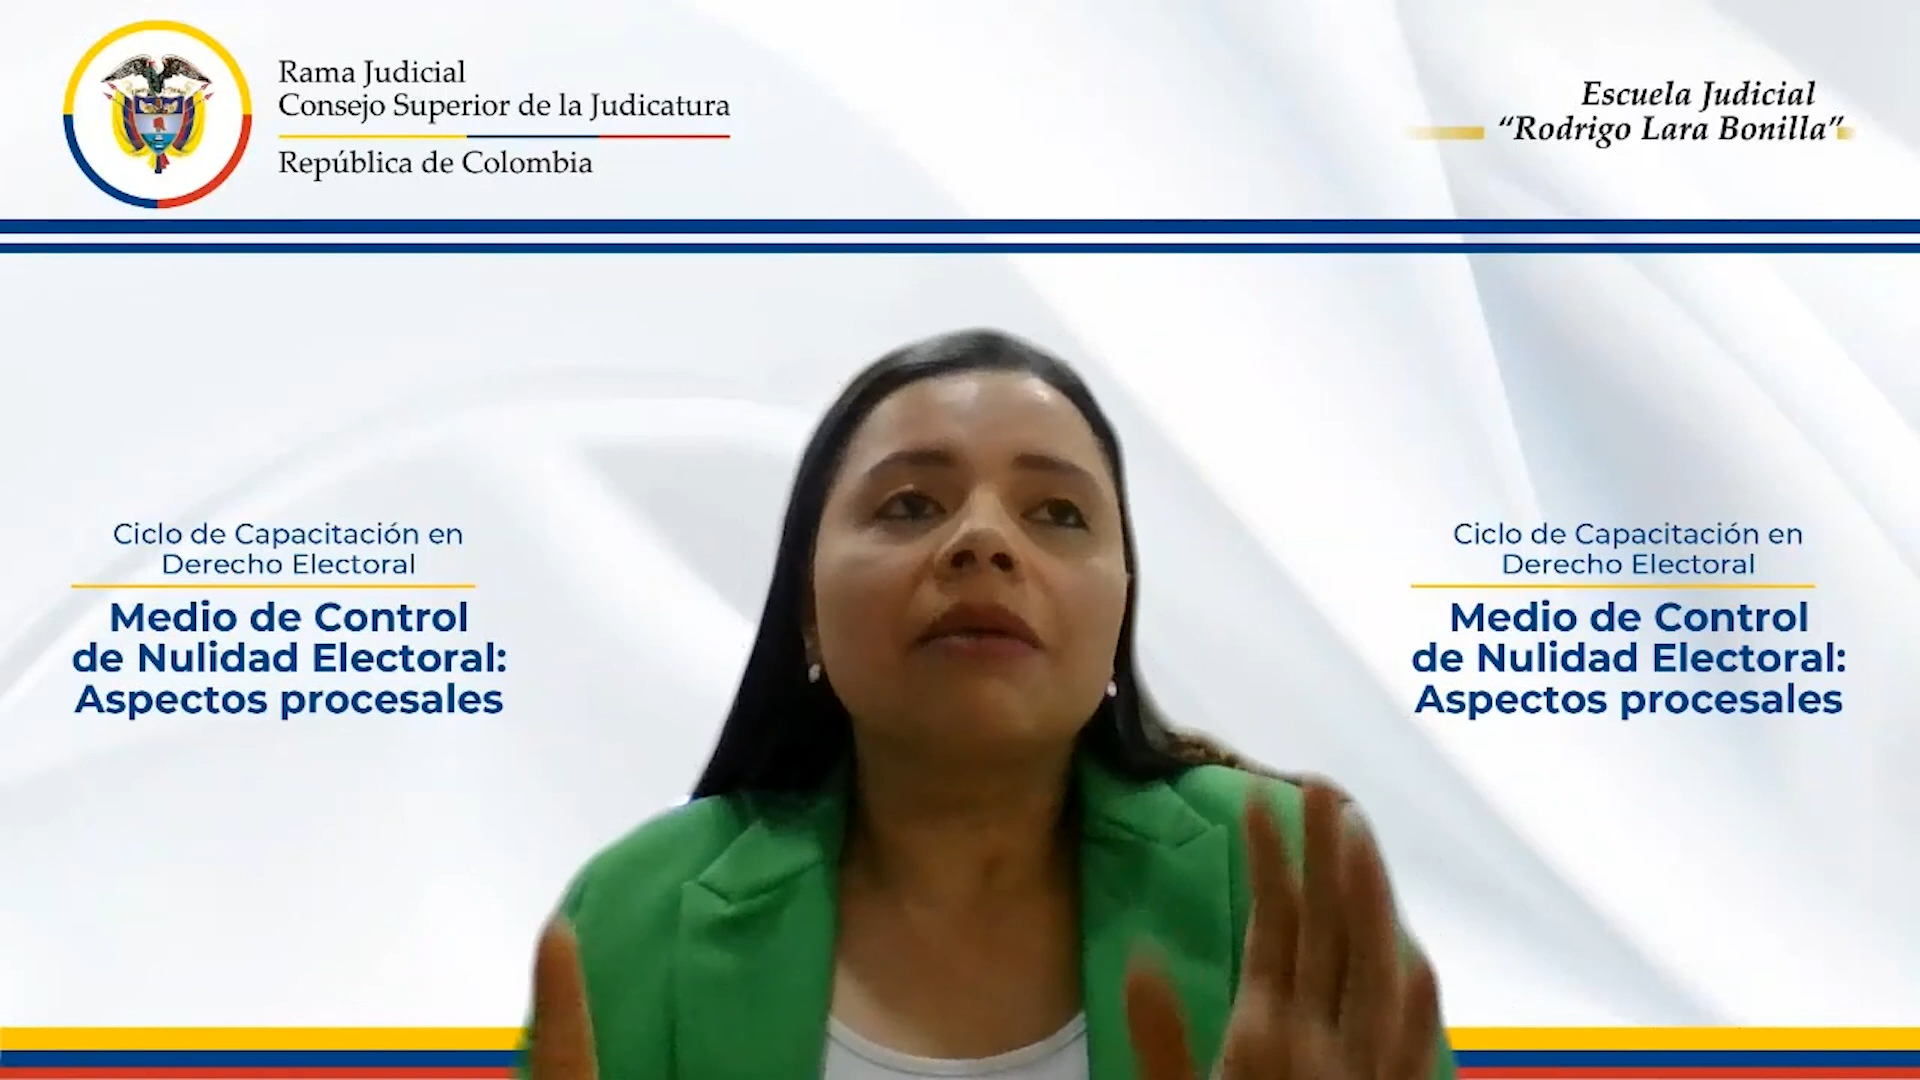 Rama Judicial
Consejo Superior de la Judicatura
República de Colombia
Escuela Judicial
“Rodrigo Lara Bonilla”
Ciclo de Capacitación en
Derecho Electoral
Medio de Control
de Nulidad Electoral:
Aspectos procesales
Ciclo de Capacitación en
Derecho Electoral
Medio de Control
de Nulidad Electoral:
Aspectos procesales